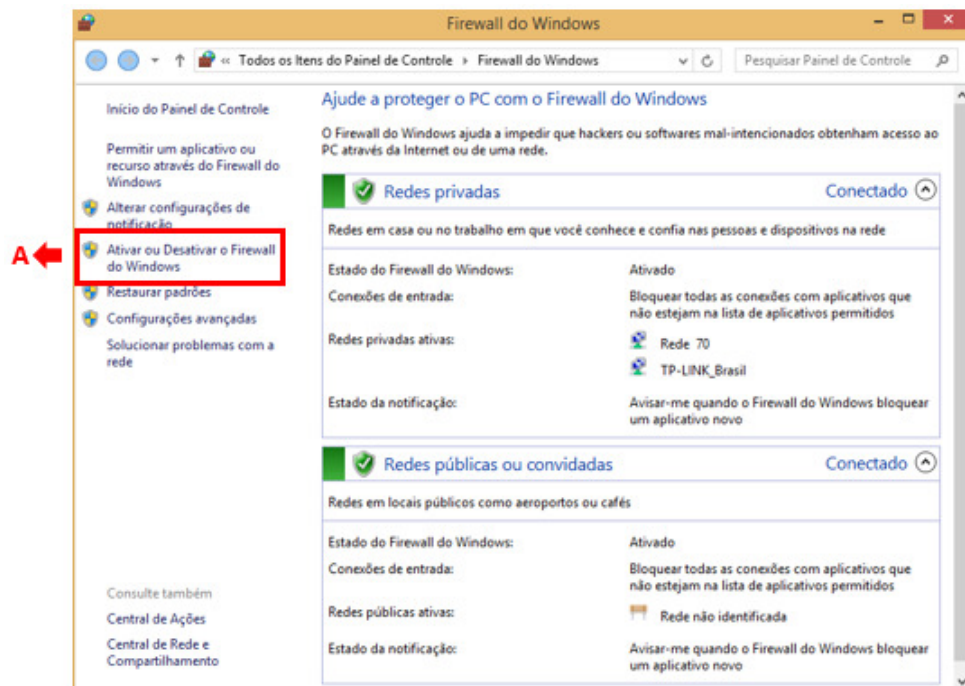 Firewall do Windows
« Todos os Itens do Painel de Controle › Firewall do Windows
Pesquisar Painel de Controle
Início do Painel de Controle
Permitir um aplicativo ou
recurso através do Firewall do
Windows
Alterar configurações de
notificação
A
Ativar ou Desativar o Firewall
do Windows
Restaurar padrões
Configurações avançadas
Solucionar problemas com a
rede
Consulte também
Central de Ações
Central de Rede e
Compartilhamento
Ajude a proteger o PC com o Firewall do Windows
O Firewall do Windows ajuda a impedir que hackers ou softwares mal-intencionados obtenham acesso ao
PC através da Internet ou de uma rede.
Redes privadas Conectado
Redes em casa ou no trabalho em que você conhece e confia nas pessoas e dispositivos na rede
Estado do Firewall do Windows: Ativado
Conexões de entrada: Bloquear todas as conexões com aplicativos que
não estejam na lista de aplicativos permitidos
Redes privadas ativas: Rede 70
TP-LINK_Brasil
Estado da notificação: Avisar-me quando o Firewall do Windows bloquear
um aplicativo novo
Redes públicas ou convidadas Conectado
Redes em locais públicos como aeroportos ou cafés
Estado do Firewall do Windows: Ativado
Conexões de entrada: Bloquear todas as conexões com aplicativos que
não estejam na lista de aplicativos permitidos
Redes públicas ativas: Rede não identificada
Estado da notificação: Avisar-me quando o Firewall do Windows bloquear
um aplicativo novo